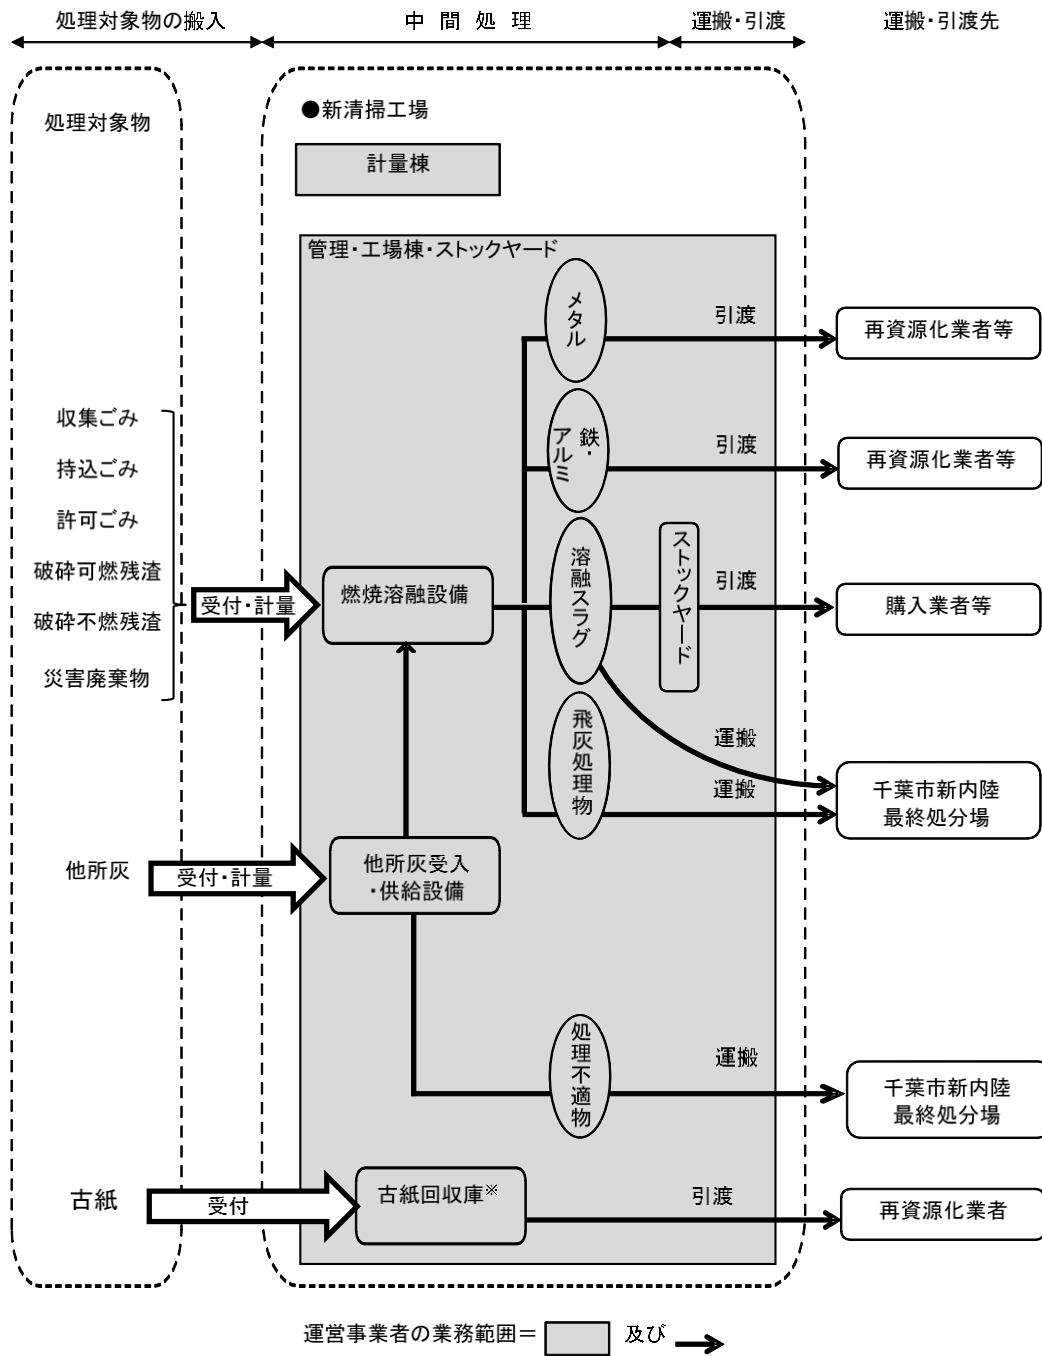 処理対象物の搬入
中間処理
運搬・引渡
運搬・引渡先
処理対象物
●新清掃工場
計量棟
管理・工場棟・ストックヤード
メタル
引渡
再資源化業者等
鉄・
アルミ
引渡
再資源化業者等
収集ごみ
持込ごみ
許可ごみ
破砕可燃残渣
破砕不燃残渣
災害廃棄物
受付・計量
燃焼溶融設備
溶融スラグ
ストックヤード
引渡
購入業者等
運搬
飛灰処理物
運搬
千葉市新内陸
最終処分場
他所灰
受付・計量
他所灰受入
・供給設備
処理不適物
運搬
千葉市新内陸
最終処分場
古紙
受付
古紙回収庫※
引渡
再資源化業者
運営事業者の業務範囲＝
及び